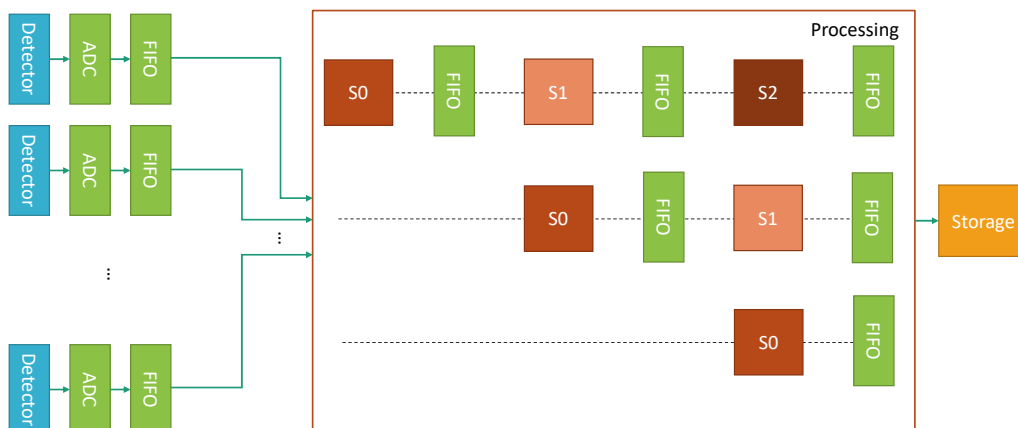 Processing
Detector
ADC
FIFO
S0
FIFO
S1
FIFO
S2
FIFO
Detector
ADC
FIFO
...
S0
FIFO
S1
FIFO
Storage
...
Detector
ADC
FIFO
S0
FIFO